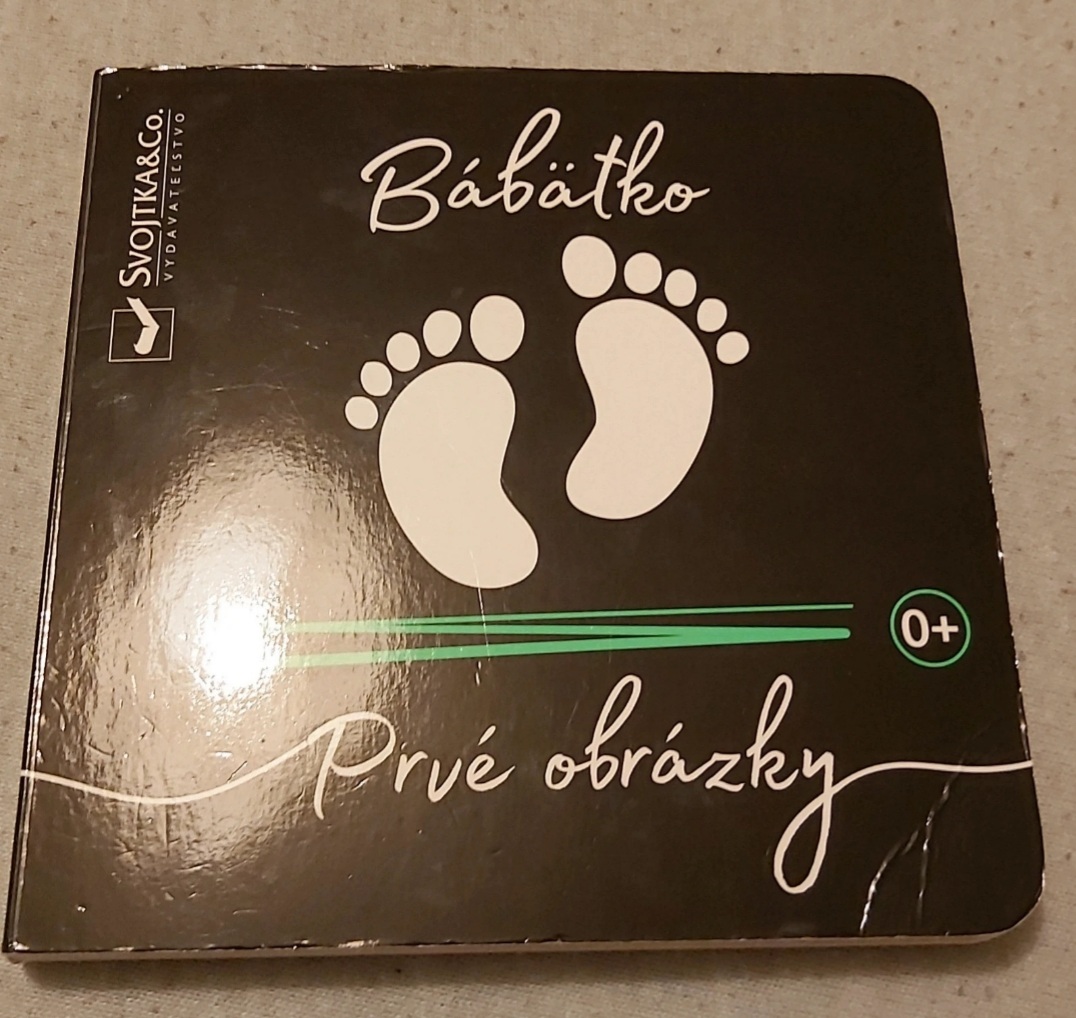 Bábätko
SVOJTKA&Co.
VYDAVATEĽSTVO
0+
Prvé obrázky